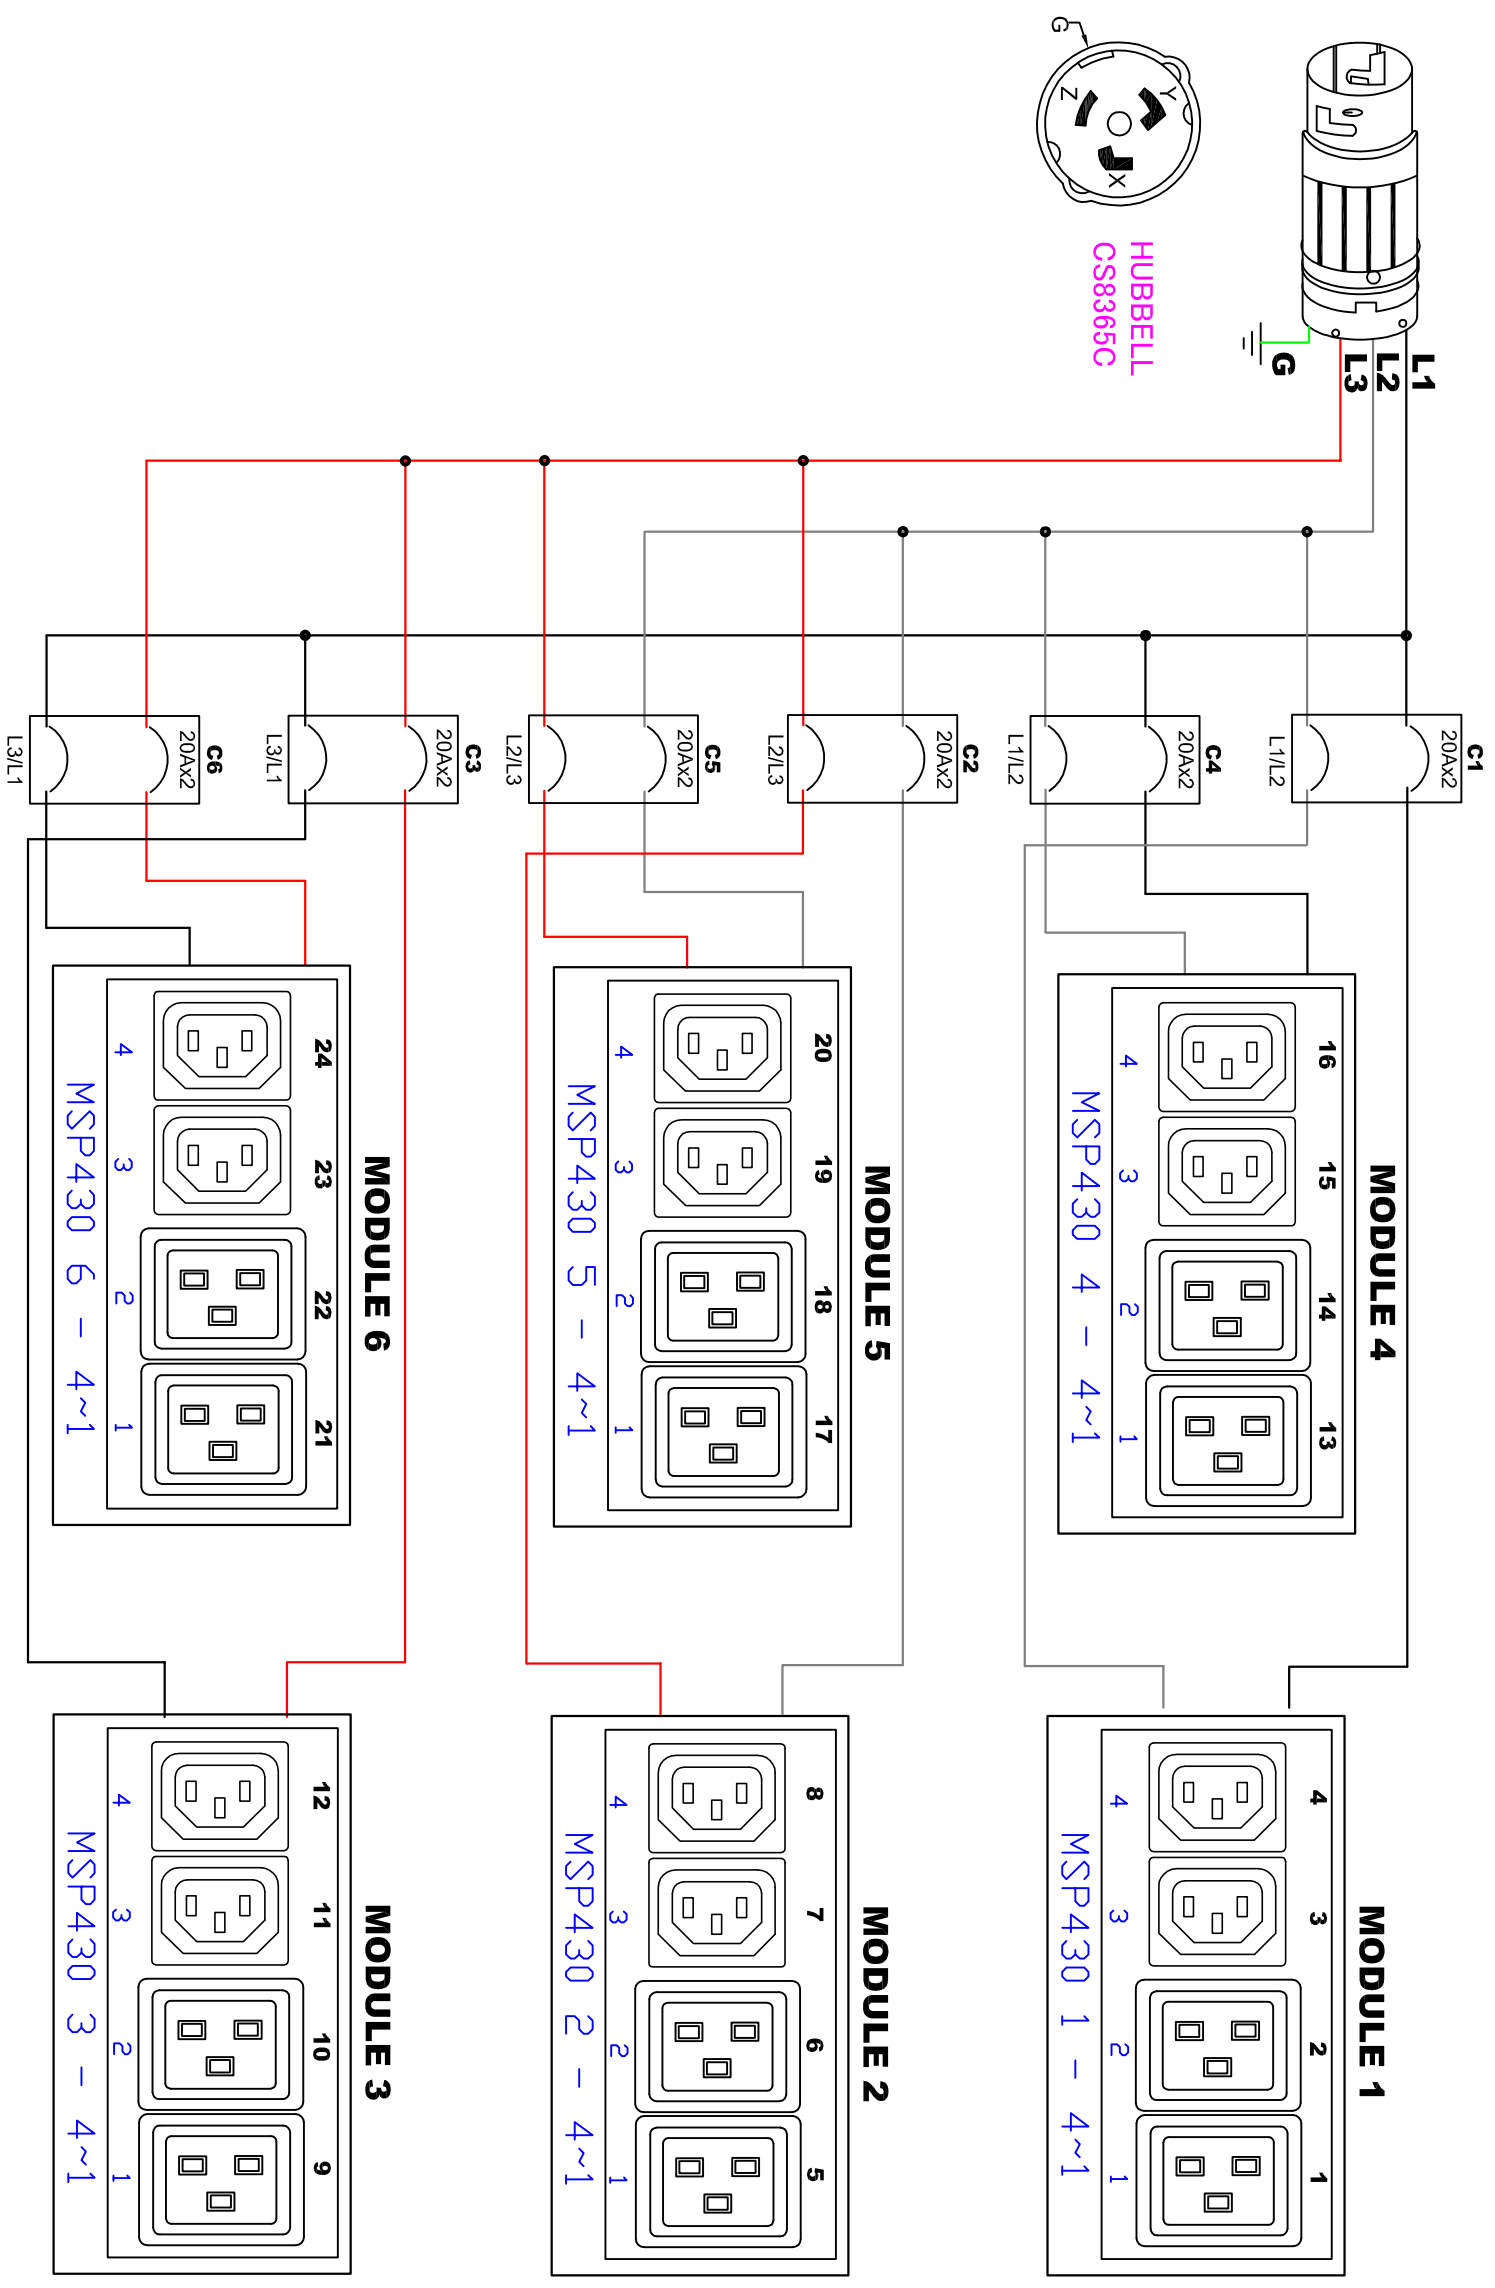 G
Z
Y
X
HUBBELL
CS8365C
L1
L2
L3
G
C1
20Ax2
L1/L2
C4
20Ax2
L1/L2
C2
20Ax2
L2/L3
C5
20Ax2
L2/L3
C3
20Ax2
L3/L1
C6
20Ax2
L3/L1
MODULE 4
16 15 14 13
4 3 2 1
MSP430 4 - 4~1
MODULE 5
20 19 18 17
4 3 2 1
MSP430 5 - 4~1
MODULE 6
24 23 22 21
4 3 2 1
MSP430 6 - 4~1
MODULE 1
4 3 2 1
4 3 2 1
MSP430 1 - 4~1
MODULE 2
8 7 6 5
4 3 2 1
MSP430 2 - 4~1
MODULE 3
12 11 10 9
4 3 2 1
MSP430 3 - 4~1